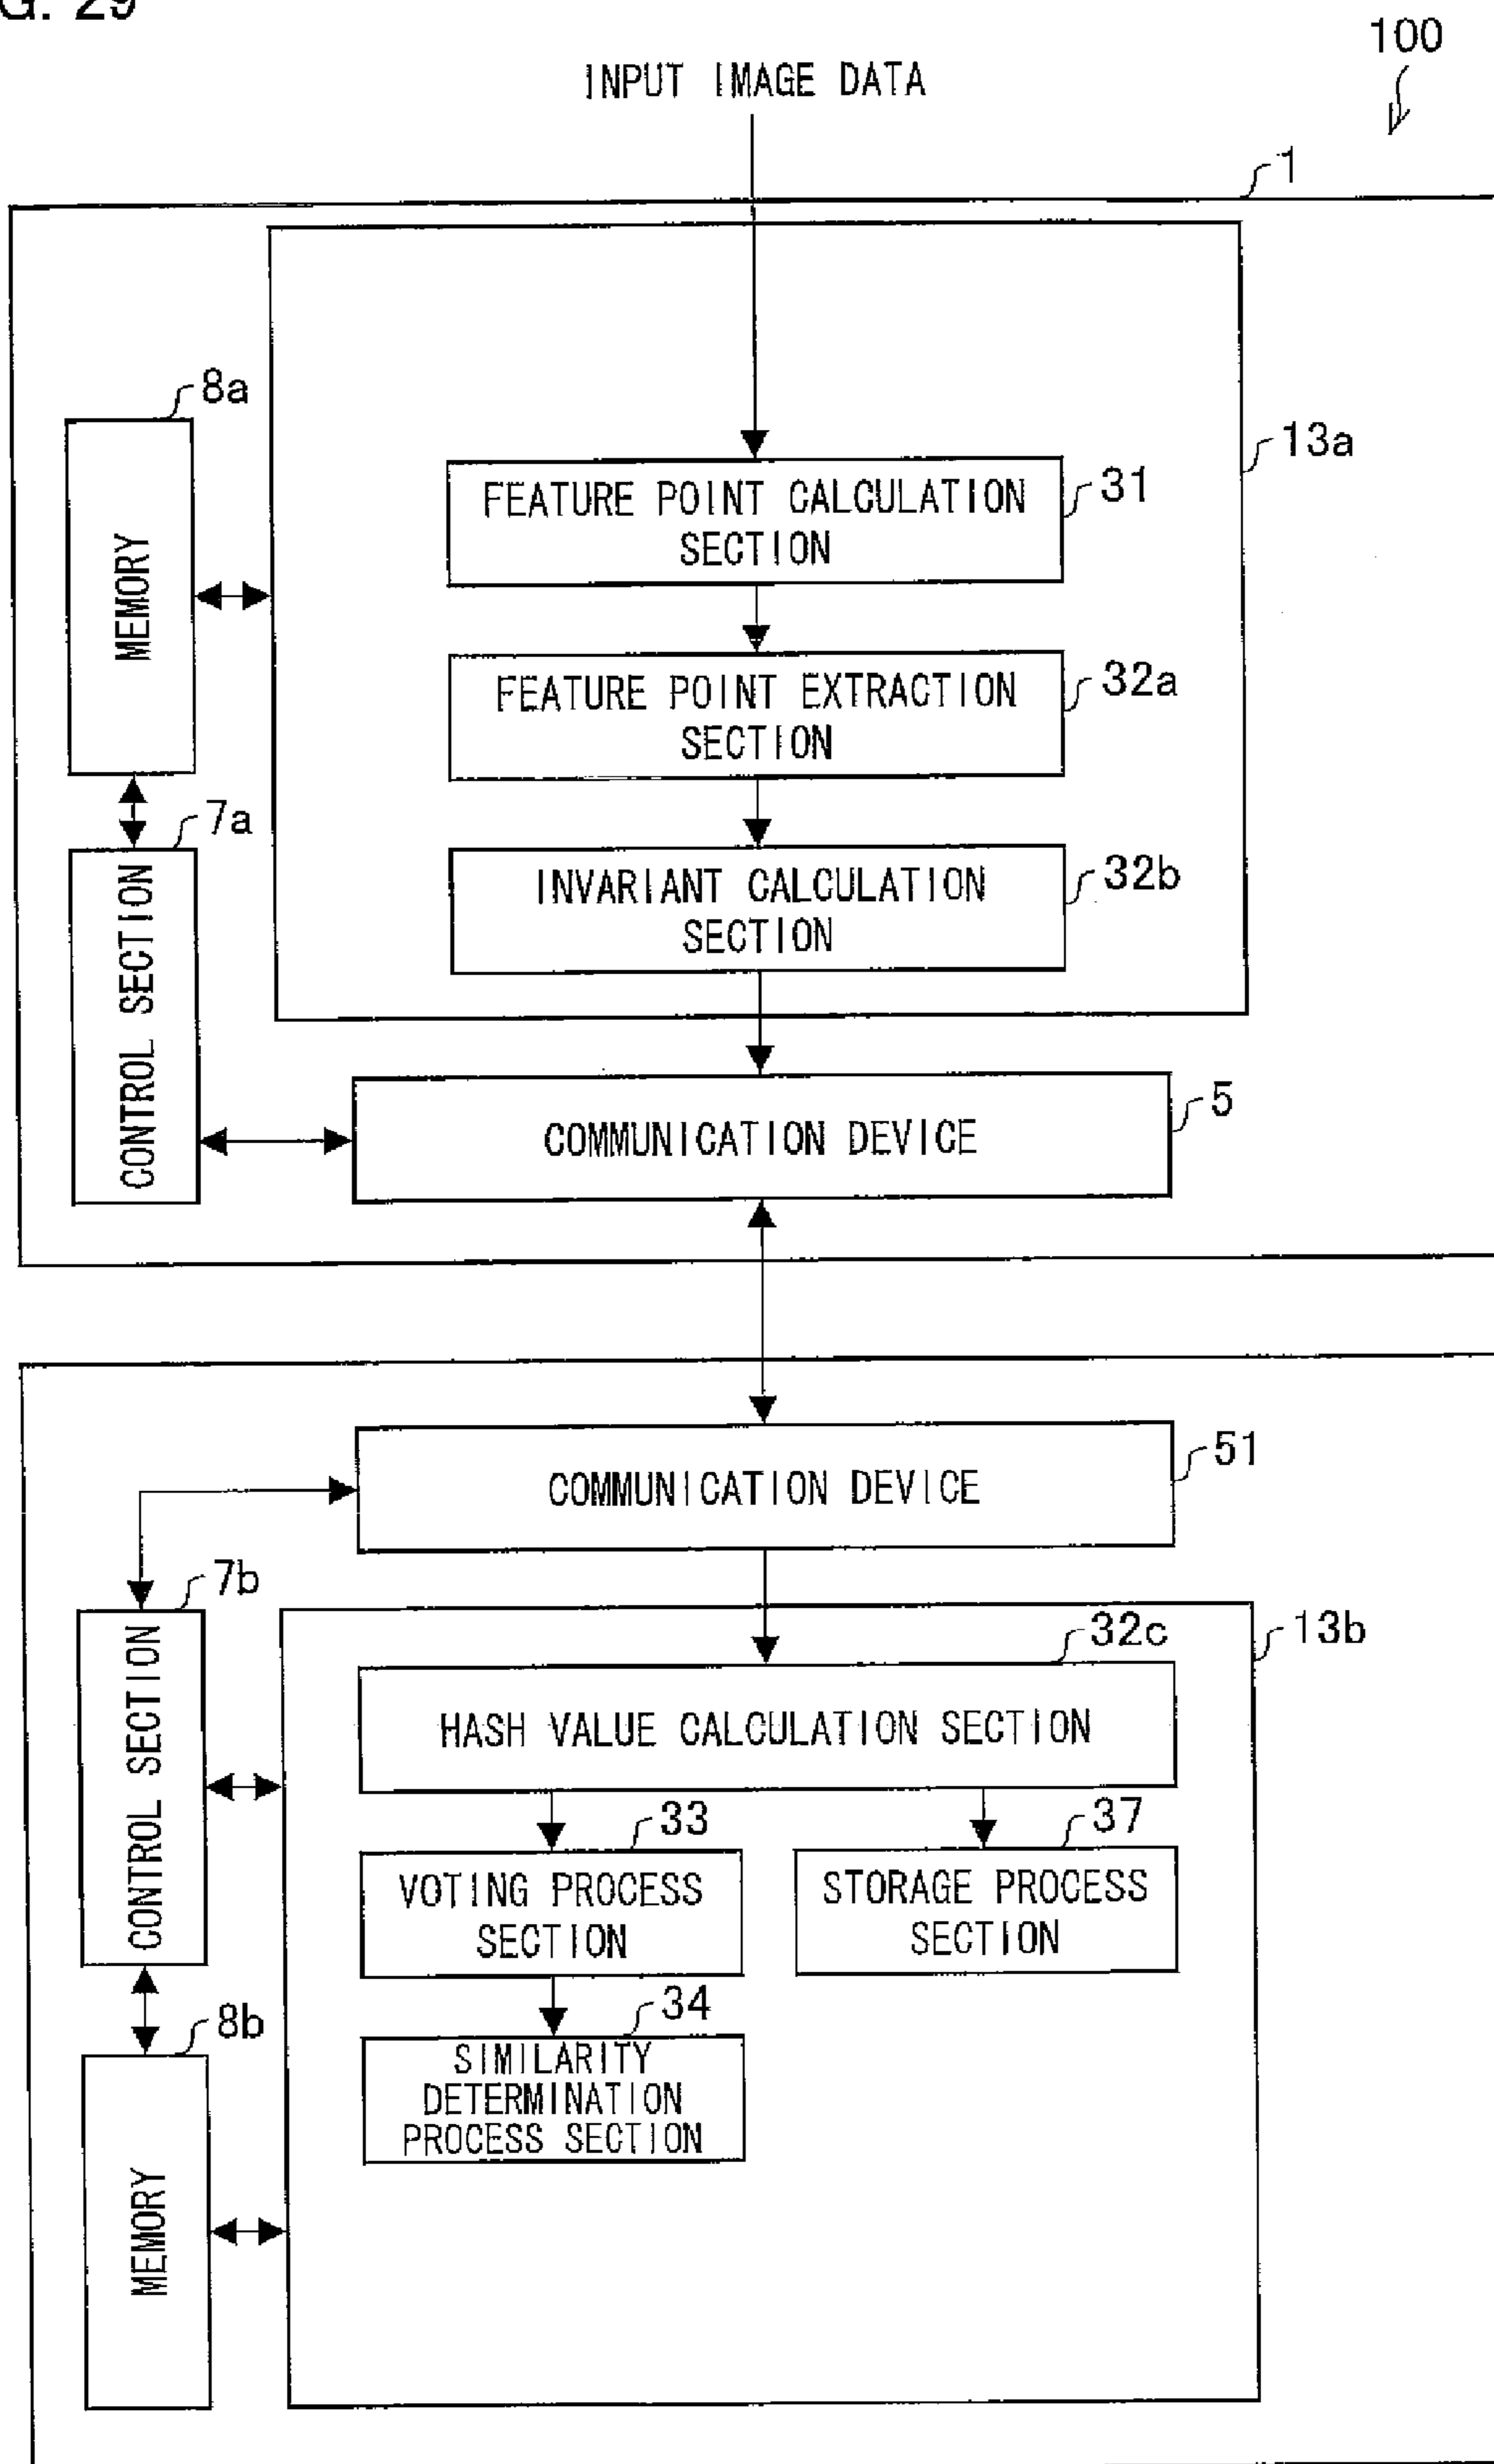 G. 29
100
INPUT IMAGE DATA
1
8a
13a
MEMORY
FEATURE POINT CALCULATION
SECTION
31
FEATURE POINT EXTRACTION
SECTION
32a
7a
CONTROL SECTION
INVARIANT CALCULATION
SECTION
32b
COMMUNICATION DEVICE
5
COMMUNICATION DEVICE
51
7b
CONTROL SECTION
32c
13b
HASH VALUE CALCULATION SECTION
33
37
VOTING PROCESS
SECTION
STORAGE PROCESS
SECTION
34
8b
MEMORY
SIMILARITY
DETERMINATION
PROCESS SECTION